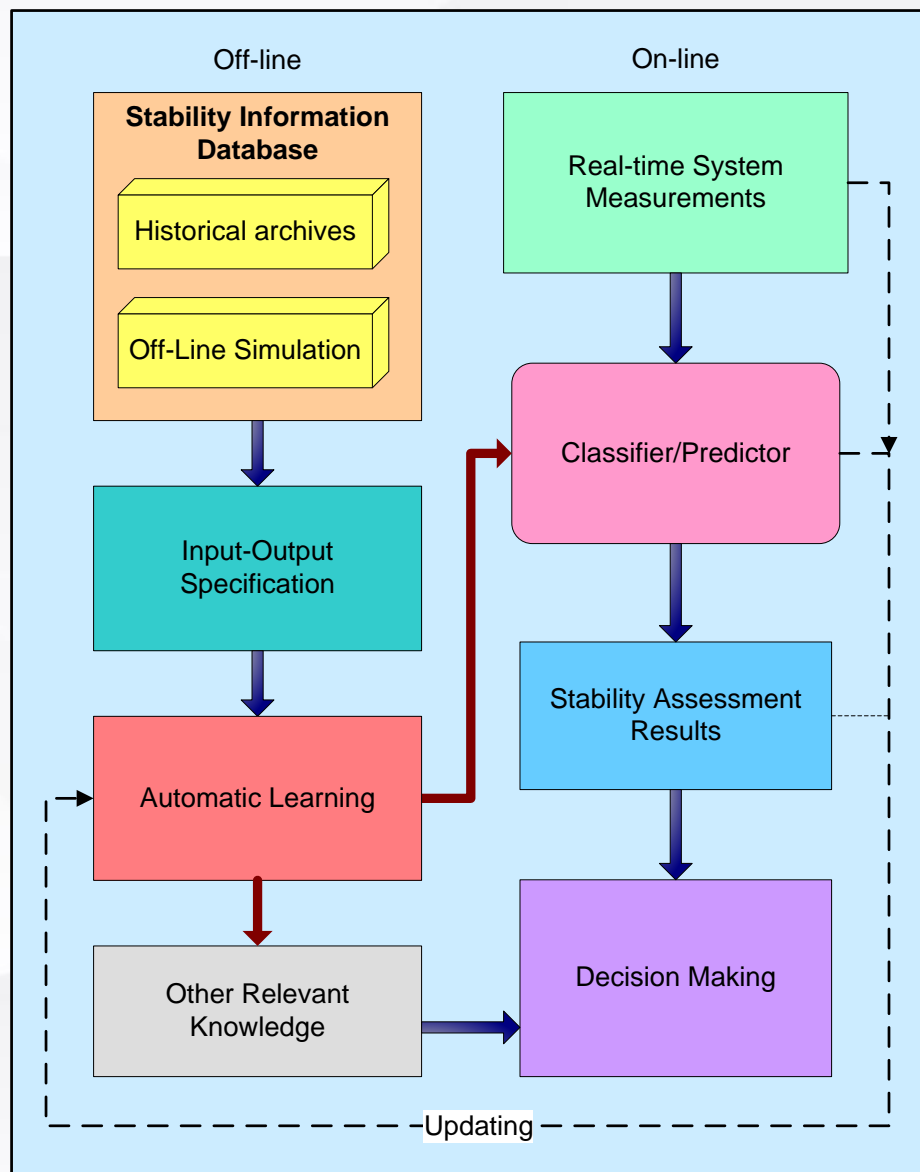 Off-line
Stability Information
Database
Historical archives
Off-Line Simulation
Input-Output
Specification
Automatic Learning
Other Relevant
Knowledge
On-line
Real-time System
Measurements
Classifier/Predictor
Stability Assessment
Results
Decision Making
Updating